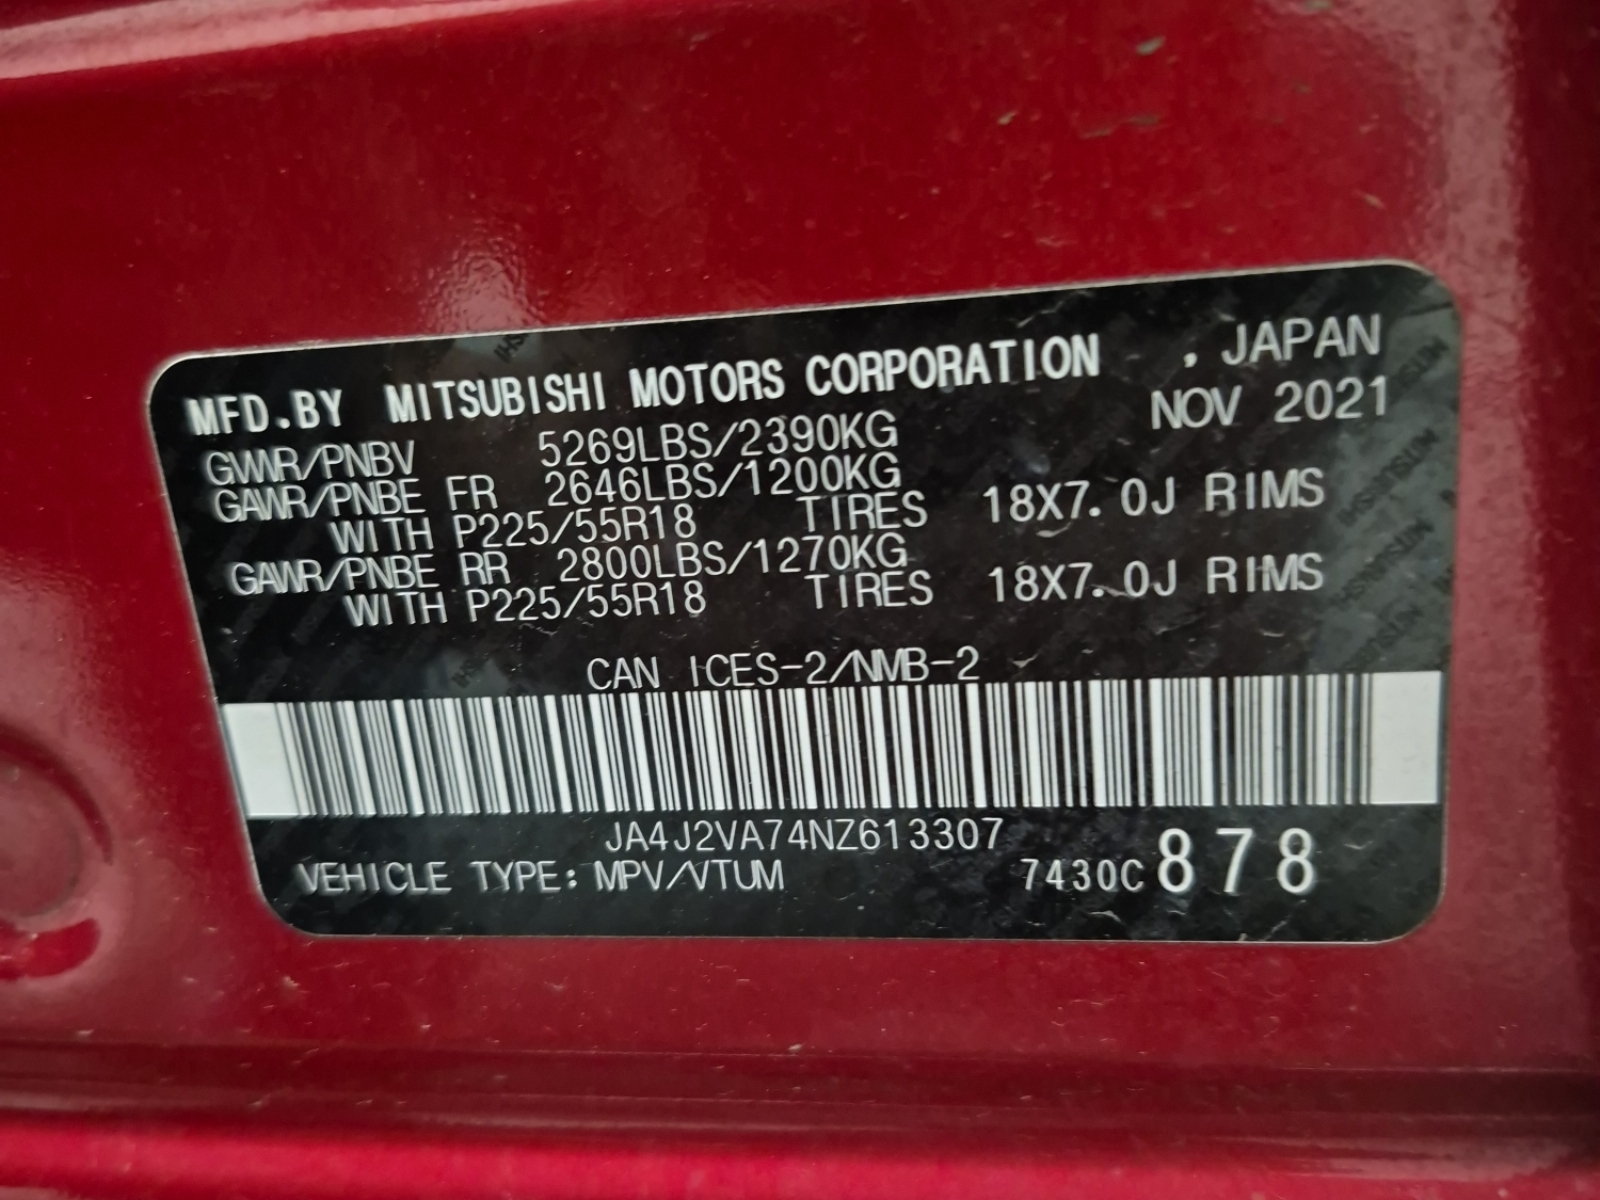 MFD.BY MITSUBISHI MOTORS CORPORATION , JAPAN
GVWR/PNBV 5269LBS/2390KG NOV 2021
GAWR/PNBE FR 2646LBS/1200KG
WITH P225/55R18 TIRES 18X7.0J RIMS
GAWR/PNBE RR 2800LBS/1270KG
WITH P225/55R18 TIRES 18X7.0J RIMS
CAN ICES-2/NMB-2
JA4J2VA74NZ613307
VEHICLE TYPE: MPV/VTUM 7430C 878